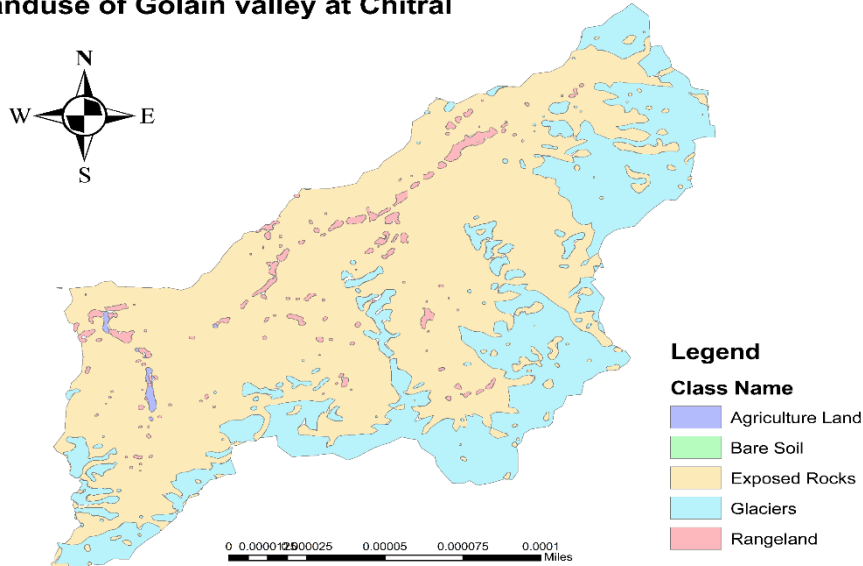 anduse of Golain valley at Chitral
N
W E
S
Legend
Class Name
Agriculture Land
Bare Soil
Exposed Rocks
Glaciers
Rangeland
0 0.00005 0.000075 0.0001
Miles